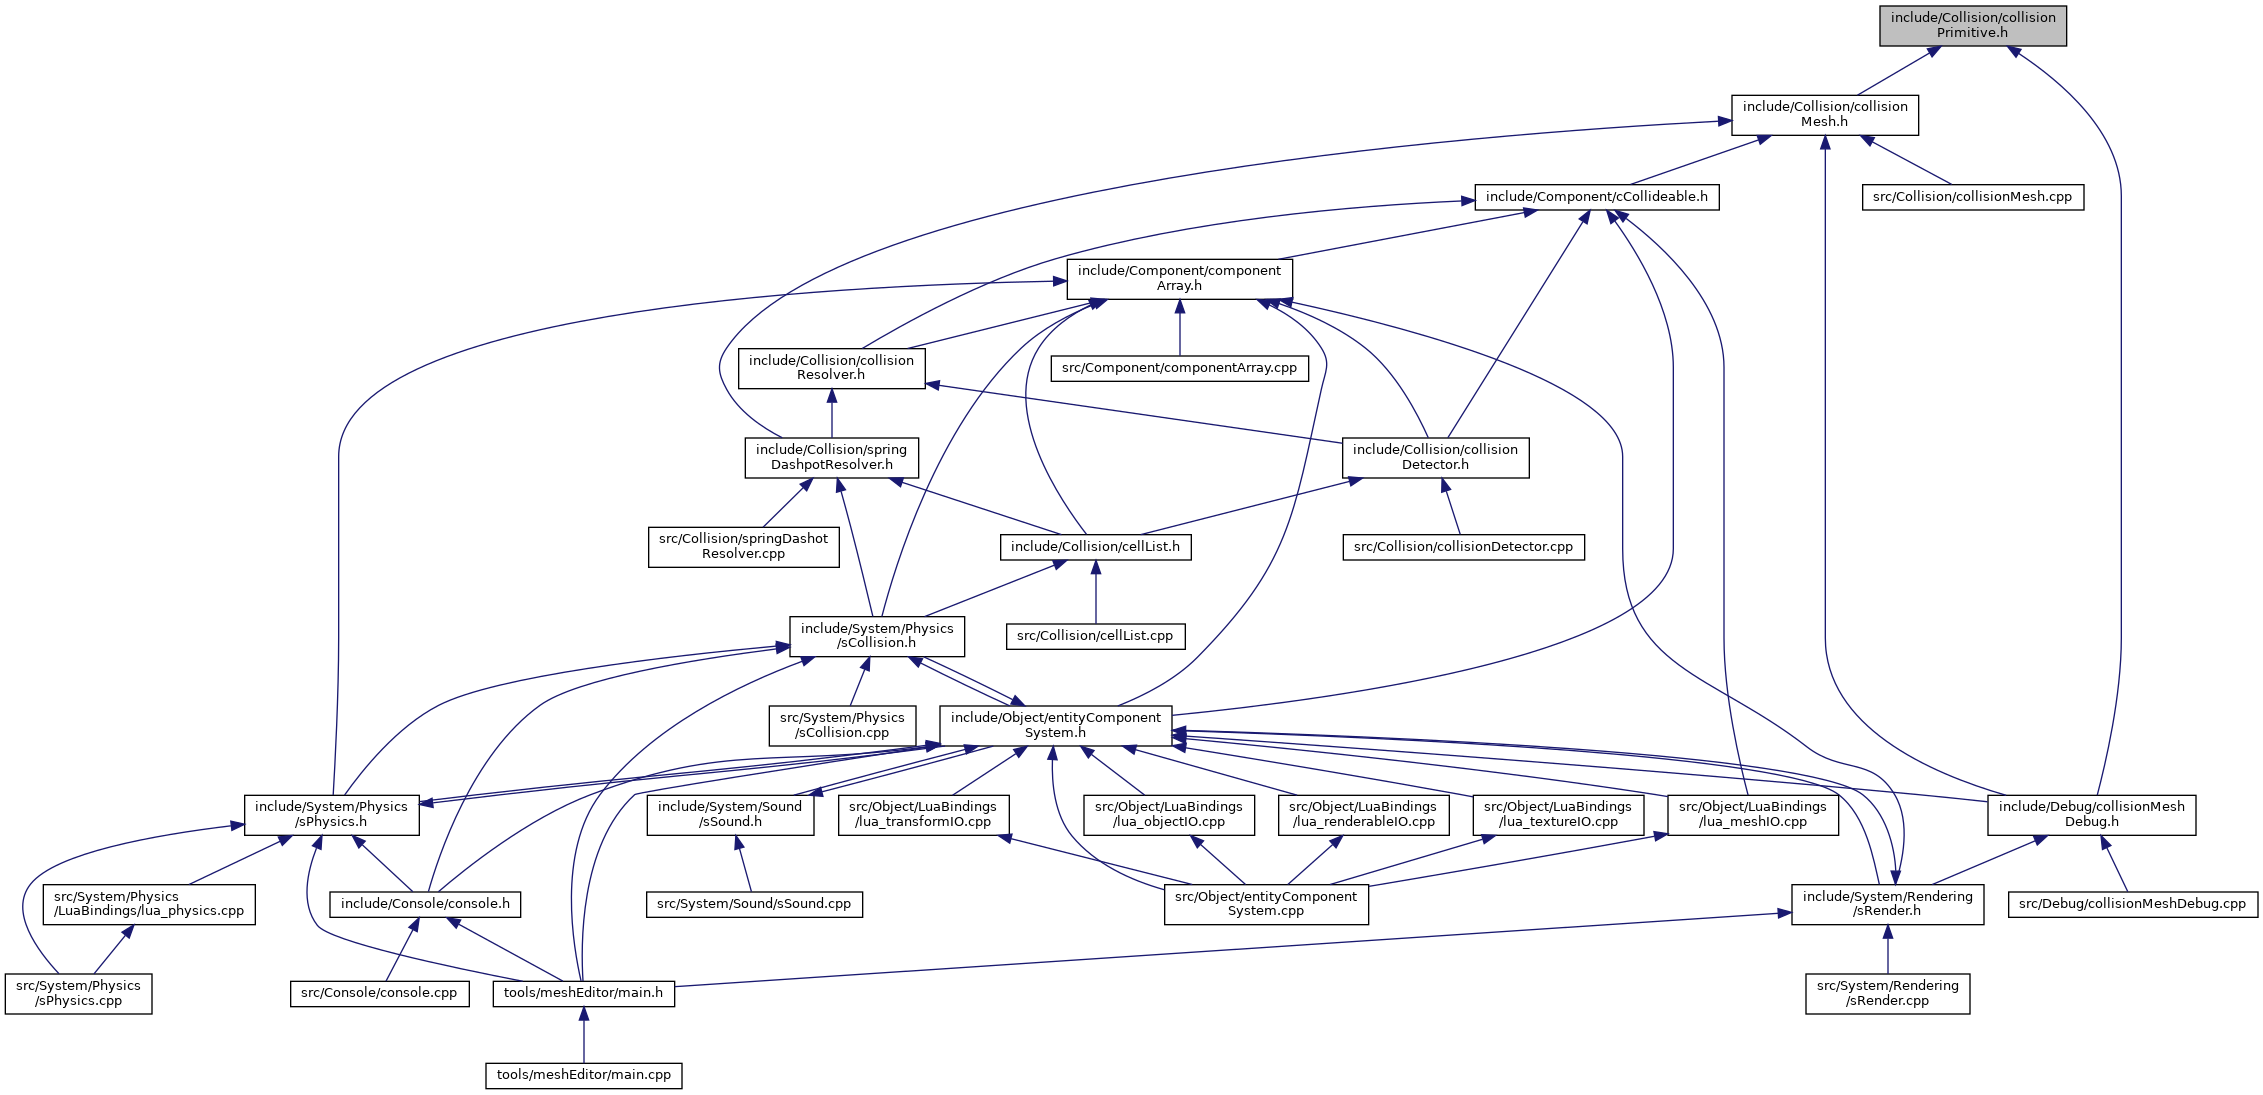 include/Collision/collision
Primitive.h
include/Collision/collision
Mesh.h
include/Component/cCollideable.h
src/Collision/collisionMesh.cpp
include/Component/component
Array.h
include/Collision/collision
Resolver.h
src/Component/componentArray.cpp
include/Collision/spring
DashpotResolver.h
include/Collision/collision
Detector.h
src/Collision/springDashot
Resolver.cpp
include/Collision/cellList.h
src/Collision/collisionDetector.cpp
include/System/Physics
/sCollision.h
src/Collision/cellList.cpp
src/System/Physics
/sCollision.cpp
include/Object/entityComponent
System.h
include/System/Physics
/sPhysics.h
include/System/Sound
/sSound.h
src/Object/LuaBindings
/lua_transformIO.cpp
src/Object/LuaBindings
/lua_objectIO.cpp
src/Object/LuaBindings
/lua_renderableIO.cpp
src/Object/LuaBindings
/lua_textureIO.cpp
src/Object/LuaBindings
/lua_meshIO.cpp
include/Debug/collisionMesh
Debug.h
src/System/Physics
/LuaBindings/lua_physics.cpp
include/Console/console.h
src/System/Sound/sSound.cpp
src/Object/entityComponent
System.cpp
include/System/Rendering
/sRender.h
src/Debug/collisionMeshDebug.cpp
src/System/Physics
/sPhysics.cpp
src/Console/console.cpp
tools/meshEditor/main.h
src/System/Rendering
/sRender.cpp
tools/meshEditor/main.cpp